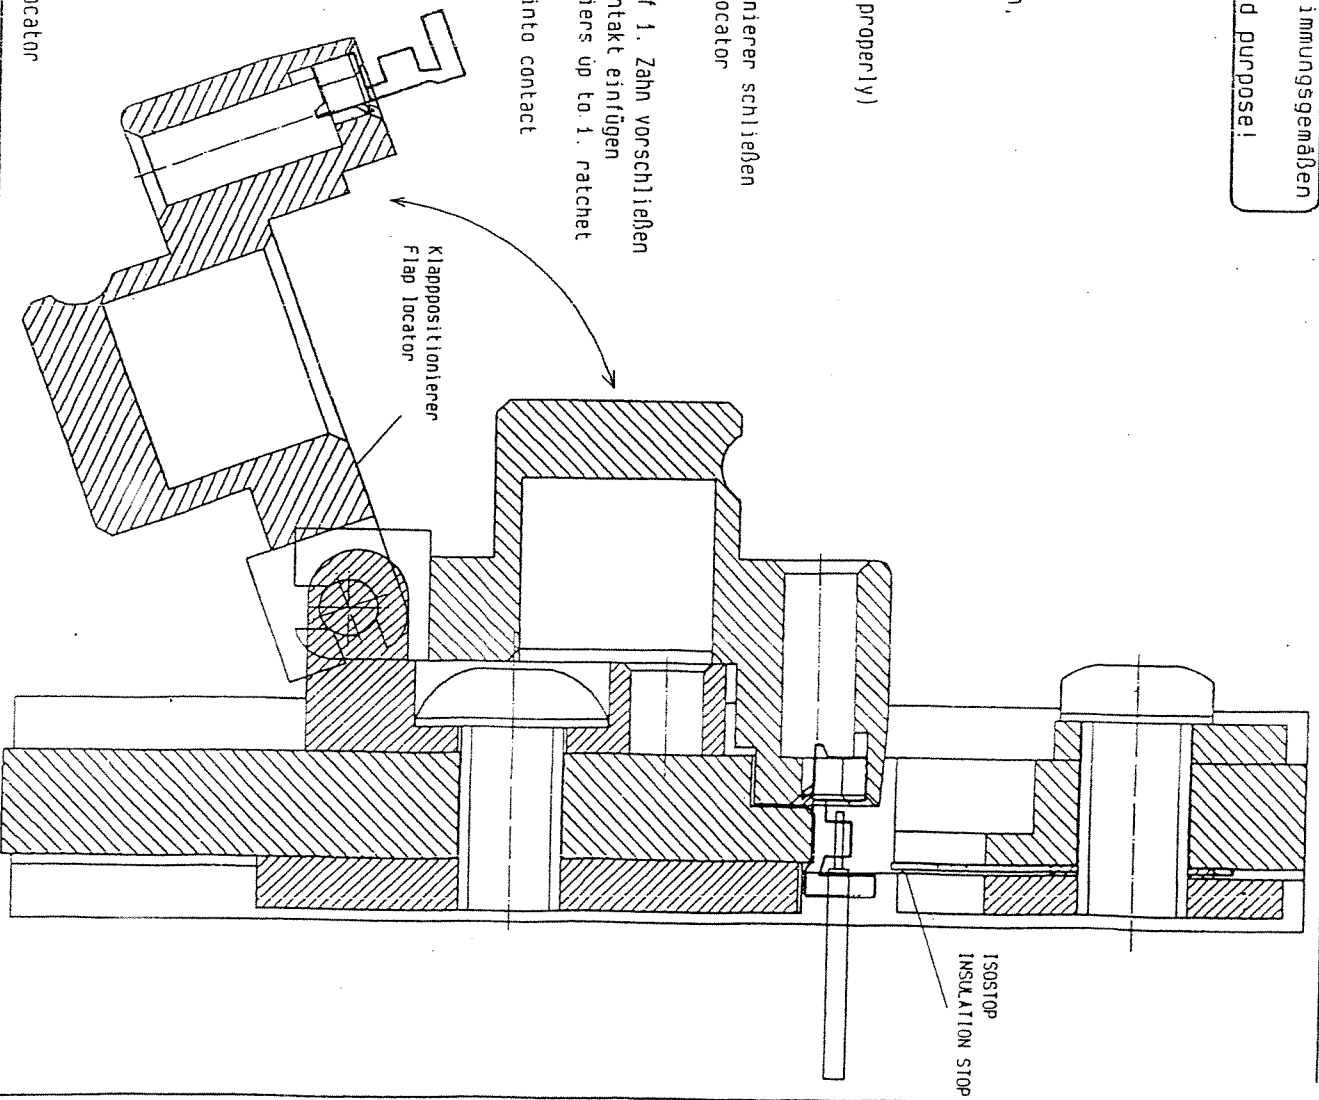 immungsgemäßen
d purpose!
n,
properly)
nierer schließen
ocator
f 1. Zahn vorschließen
ntakt einfügen
iers up to 1. ratchet
into contact
ocator
Klapppositionierer
Flap locator
ISOSTOP
INSULATION STOP